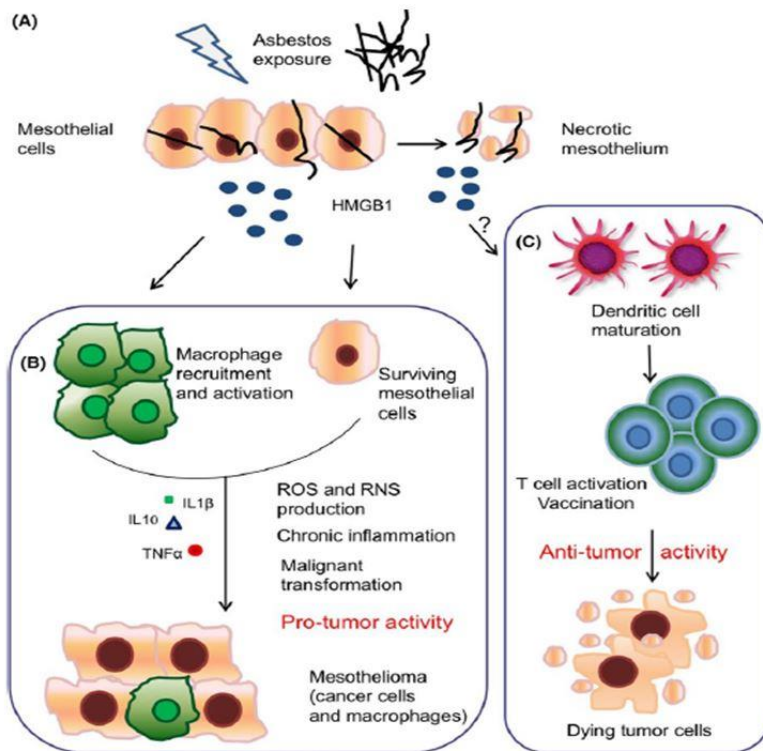 (A)
Asbestos
exposure
Mesothelial
cells
Necrotic
mesothelium
HMGB1
?
(B)
Macrophage
recruitment
and activation
Surviving
mesothelial
cells
IL1β
IL10
TNFα
ROS and RNS
production
Chronic inflammation
Malignant
transformation
Pro-tumor activity
Mesothelioma
(cancer cells
and macrophages)
(C)
Dendritic cell
maturation
T cell activation
Vaccination
Anti-tumor activity
Dying tumor cells